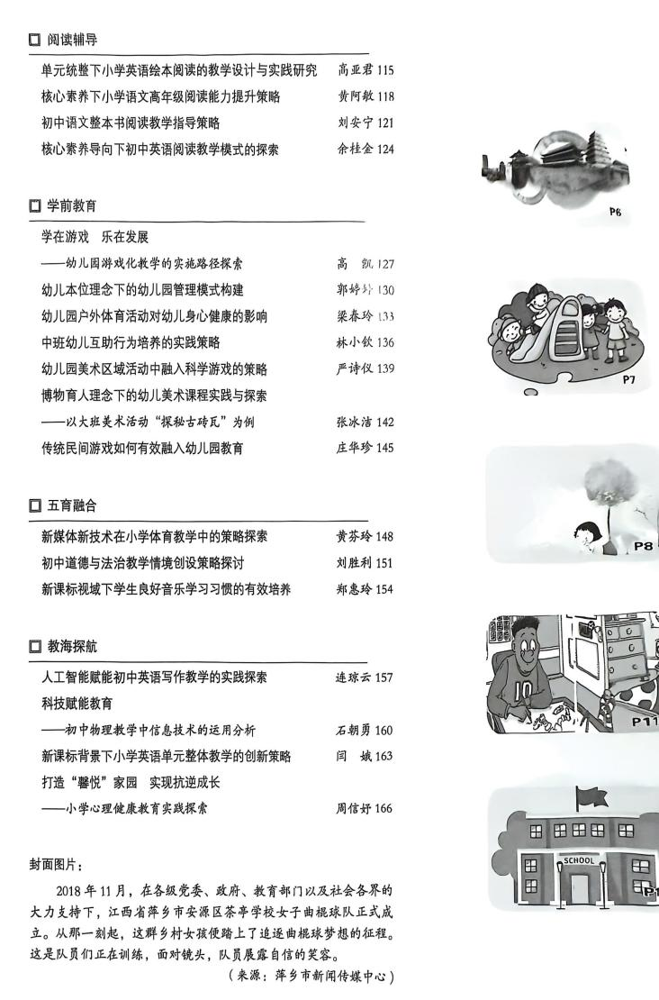 阅读辅导
单元统整下小学英语绘本阅读的教学设计与实践研究 高亚君 115
核心素养下小学语文高年级阅读能力提升策略 黄阿敏 118
初中语文整本书阅读教学指导策略 刘安宁 121
核心素养导向下初中英语阅读教学模式的探索 余桂金 124
学前教育
学在游戏 乐在发展
——幼儿园游戏化教学的实施路径探索 高 凯 127
幼儿本位理念下的幼儿园管理模式构建 郭婷婷 130
幼儿园户外体育活动对幼儿身心健康的影响 梁春玲 133
中班幼儿互助行为培养的实践策略 林小钦 136
幼儿园美术区域活动中融入科学游戏的策略 严诗仪 139
博物育人理念下的幼儿美术课程实践与探索
——以大班美术活动“探秘古砖瓦”为例 张冰洁 142
传统民间游戏如何有效融入幼儿园教育 庄华珍 145
五育融合
新媒体新技术在小学体育教学中的策略探索 黄芬玲 148
初中道德与法治教学情境创设策略探讨 刘胜利 151
新课标视域下学生良好音乐学习习惯的有效培养 郑惠玲 154
教海探航
人工智能赋能初中英语写作教学的实践探索 连琼云 157
科技赋能教育
——初中物理教学中信息技术的运用分析 石朝勇 160
新课标背景下小学英语单元整体教学的创新策略 闫 娥 163
打造“馨悦”家园 实现抗逆成长
——小学心理健康教育实践探索 周信妤 166
封面图片：
2018 年 11 月，在各级党委、政府、教育部门以及社会各界的
大力支持下，江西省萍乡市安源区茶亭学校女子曲棍球队正式成
立。从那一刻起，这群乡村女孩便踏上了追逐曲棍球梦想的征程。
这是队员们正在训练，面对镜头，队员展露自信的笑容。
（来源：萍乡市新闻传媒中心）
P6
P7
P8
P11
10
SCHOOL